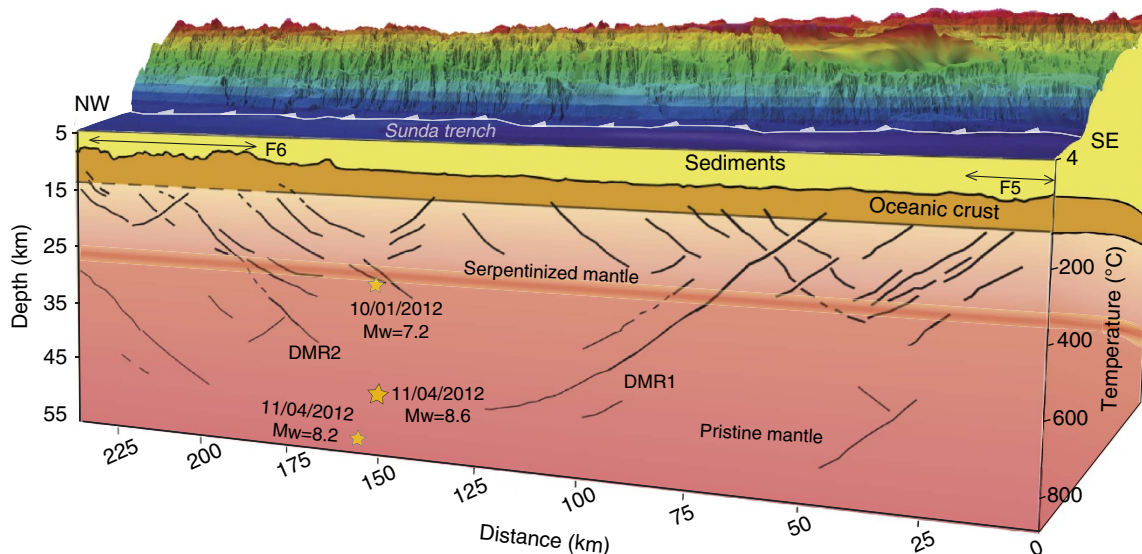 NW
Sunda trench
SE
5
4
F6
Sediments
F5
15
Oceanic crust
25
200
Serpentinized mantle
10/01/2012
Mw=7.2
35
400
DMR2
DMR1
45
11/04/2012
Mw=8.6
11/04/2012
Mw=8.2
55
600
Pristine mantle
800
Depth (km)
Temperature (°C)
225
200
175
150
125
100
75
50
25
0
Distance (km)